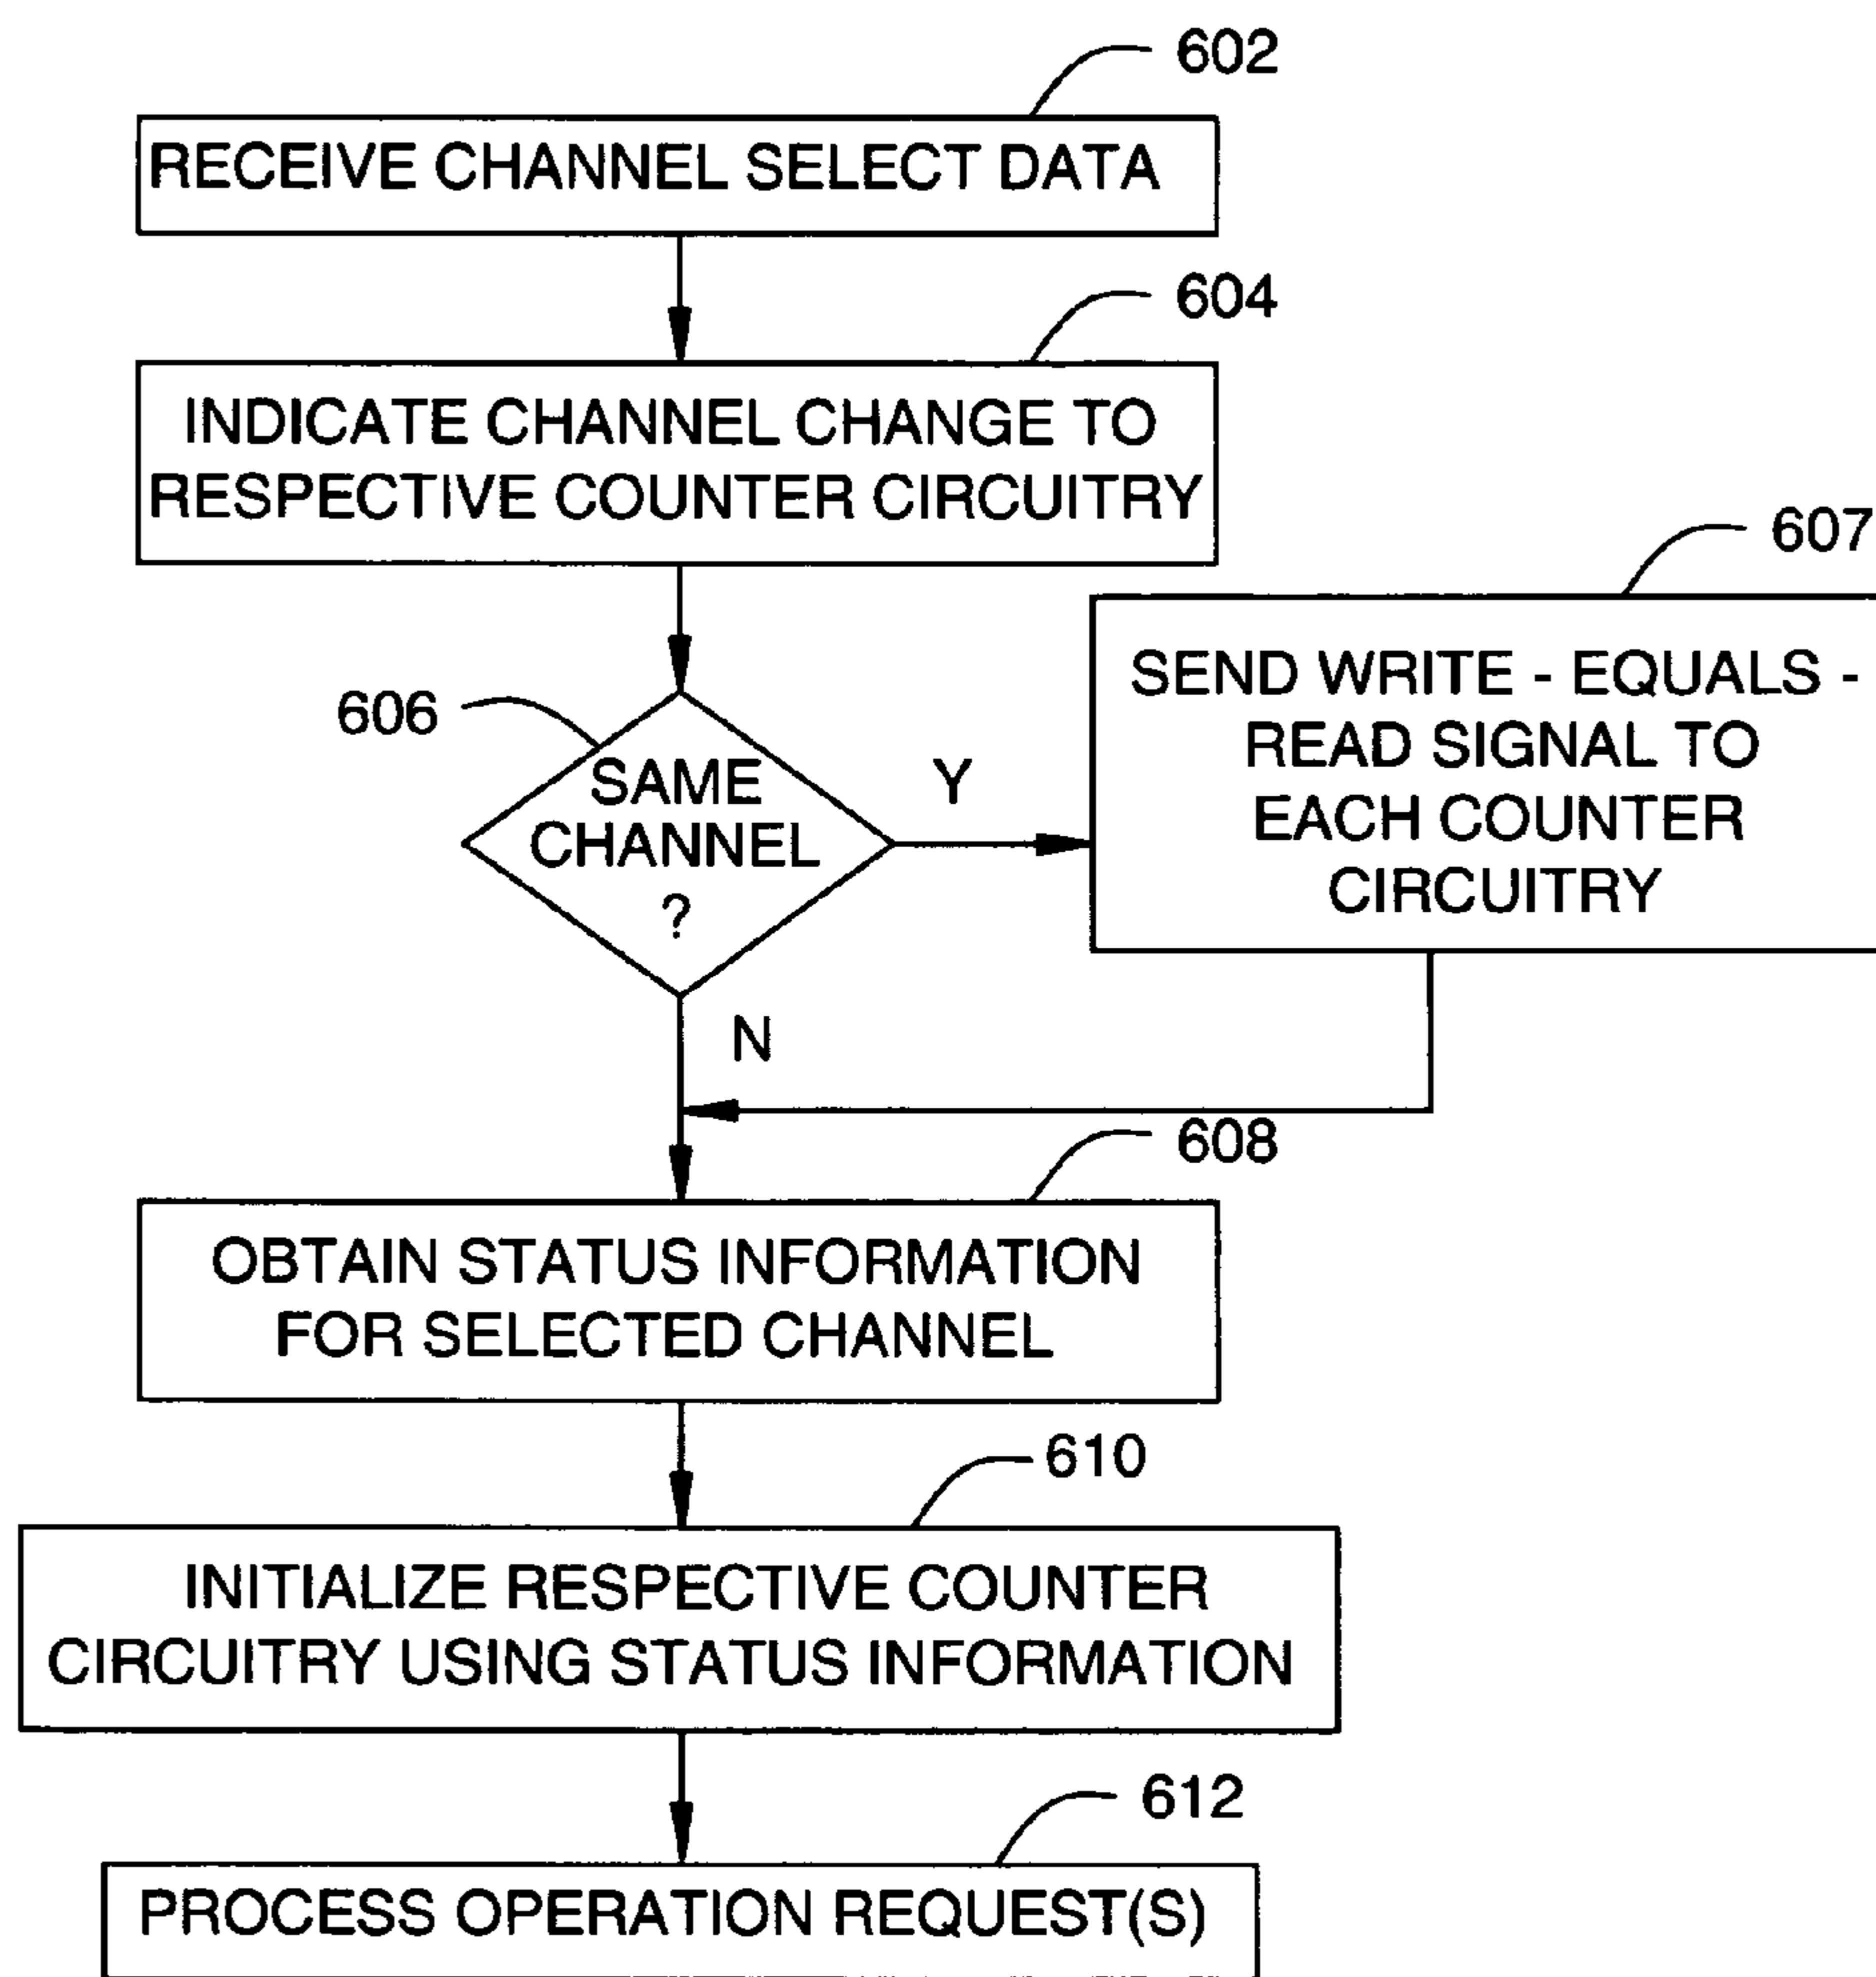 602
RECEIVE CHANNEL SELECT DATA
604
INDICATE CHANNEL CHANGE TO
RESPECTIVE COUNTER CIRCUITRY
606
SAME
CHANNEL
?
Y
N
607
SEND WRITE - EQUALS -
READ SIGNAL TO
EACH COUNTER
CIRCUITRY
608
OBTAIN STATUS INFORMATION
FOR SELECTED CHANNEL
610
INITIALIZE RESPECTIVE COUNTER
CIRCUITRY USING STATUS INFORMATION
612
PROCESS OPERATION REQUEST(S)